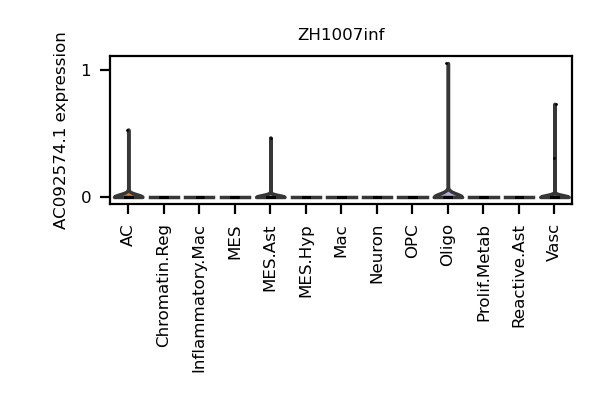 ZH1007inf
AC092574.1 expression
1
0
AC
Chromatin.Reg
Inflammatory.Mac
MES
MES.Ast
MES.Hyp
Mac
Neuron
OPC
Oligo
Prolif.Metab
Reactive.Ast
Vasc